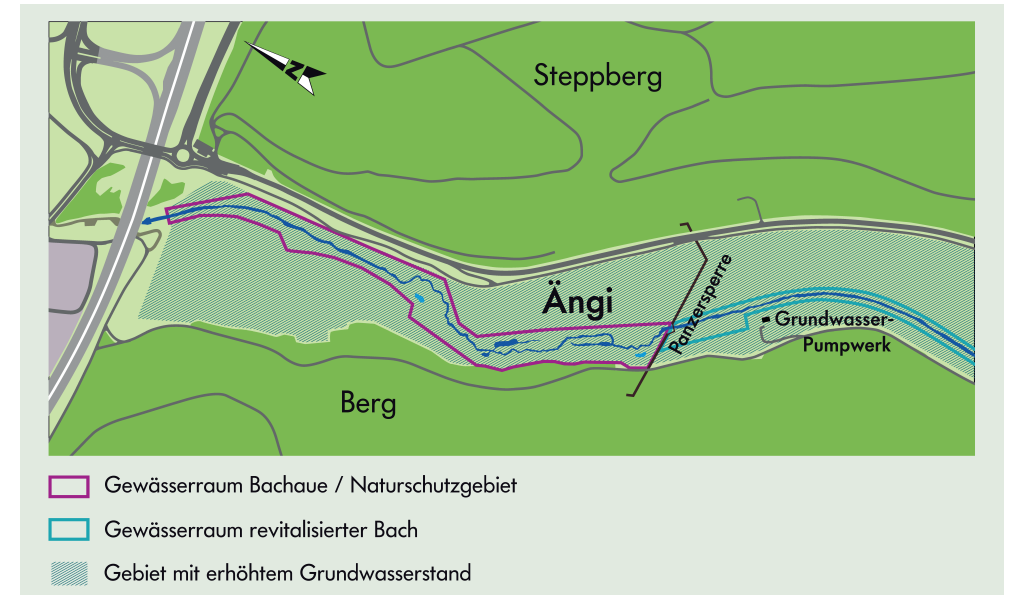 N
Steppberg
Ängi
Panzersperre
Grundwasser-
Pumpwerk
Berg
Gewässerraum Bachaue / Naturschutzgebiet
Gewässerraum revitalisierter Bach
Gebiet mit erhöhtem Grundwasserstand